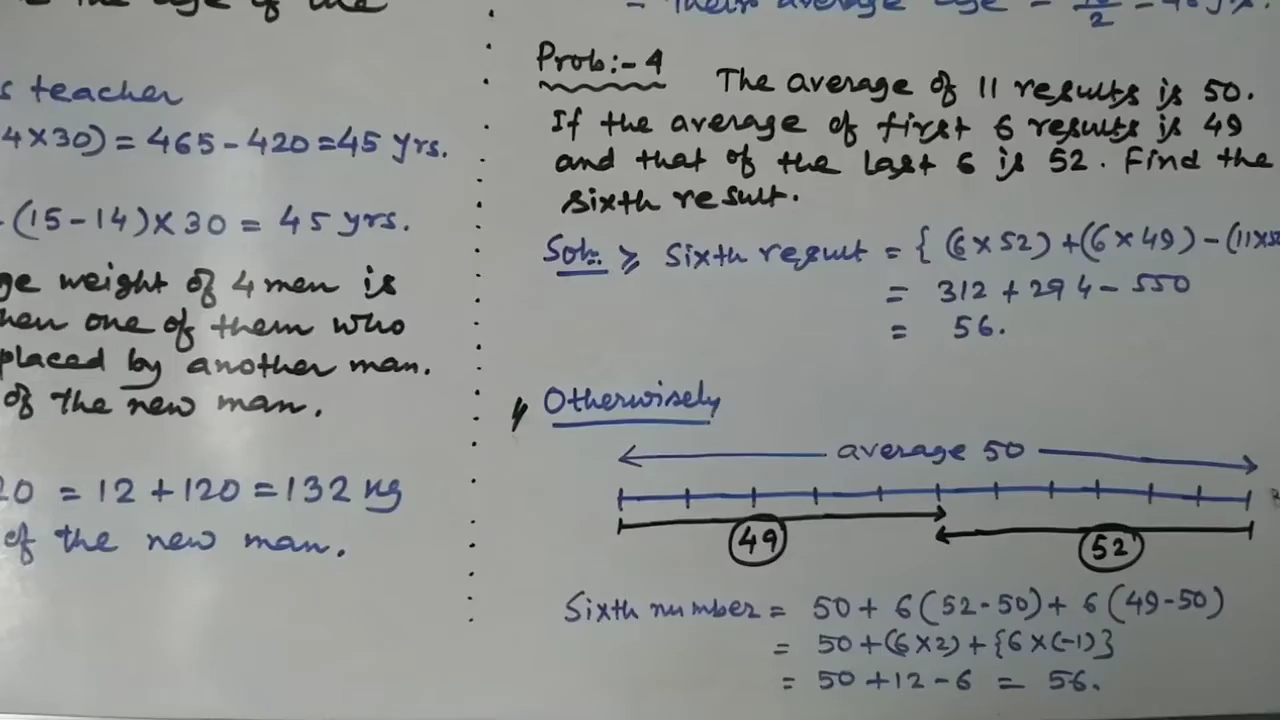 s teacher
4×30) = 465 - 420 = 45 yrs.
(15-14)×30 = 45 yrs.
ge weight of 4 men is
hen one of them who
placed by another man.
of the new man.
20 = 12 + 120 = 132 kg
of the new man.
Their average age =
Prob:- 4 The average of 11 results is 50.
If the average of first 6 results is 49
and that of the last 6 is 52. Find the
sixth result.
Soln:- > Sixth result = { (6×52)+(6×49)-(11×50
= 312 + 294 - 550
= 56.
Otherwisely
average 50
49
52
Sixth number = 50 + 6(52-50) + 6(49-50)
= 50 + (6×2) + {6×(-1)}
= 50 + 12 - 6 = 56.